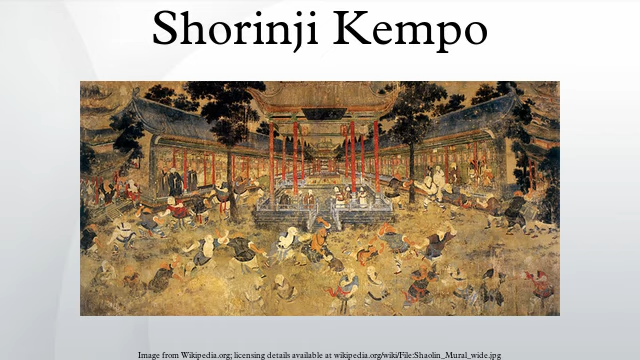 Shorinji Kempo
Image from Wikipedia.org; licensing details available at wikipedia.org/wiki/File:Shaolin_Mural_wide.jpg